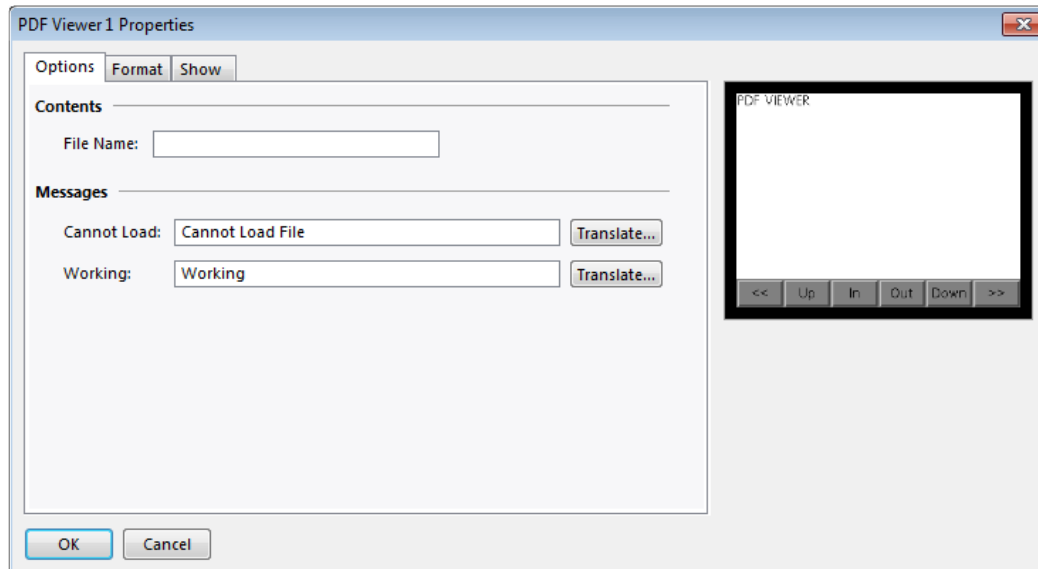 PDF Viewer 1 Properties
Options Format Show
Contents
File Name:
Messages
Cannot Load: Cannot Load File Translate...
Working: Working Translate...
OK Cancel
PDF VIEWER
<< Up In Out Down >>